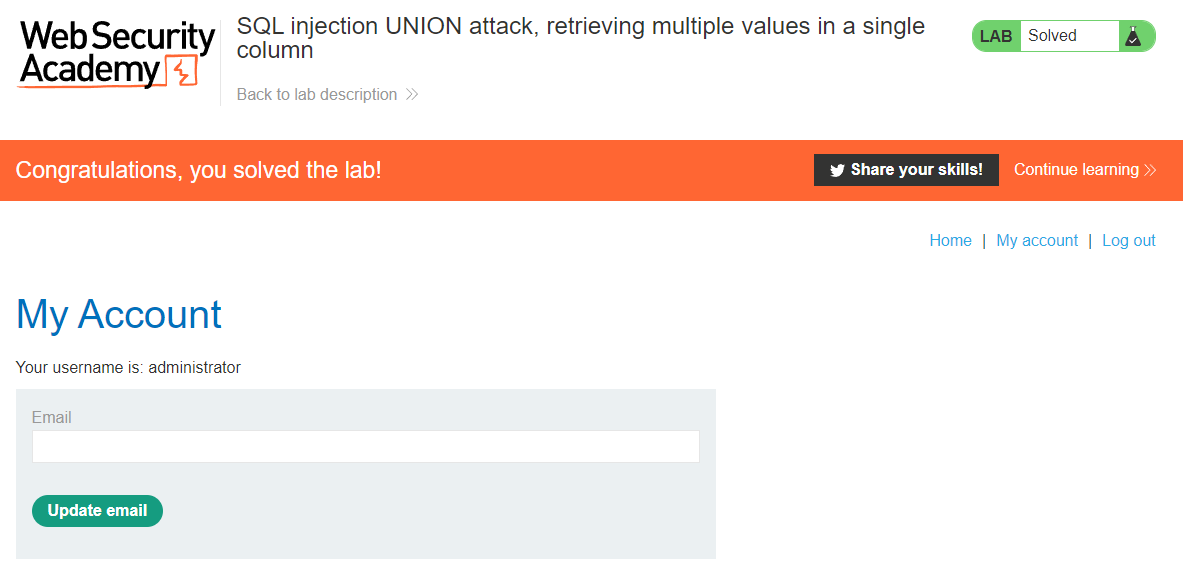 Web Security
Academy
SQL injection UNION attack, retrieving multiple values in a single
column
Back to lab description
LAB Solved
Congratulations, you solved the lab!
Share your skills!
Continue learning
Home | My account | Log out
My Account
Your username is: administrator
Email
Update email